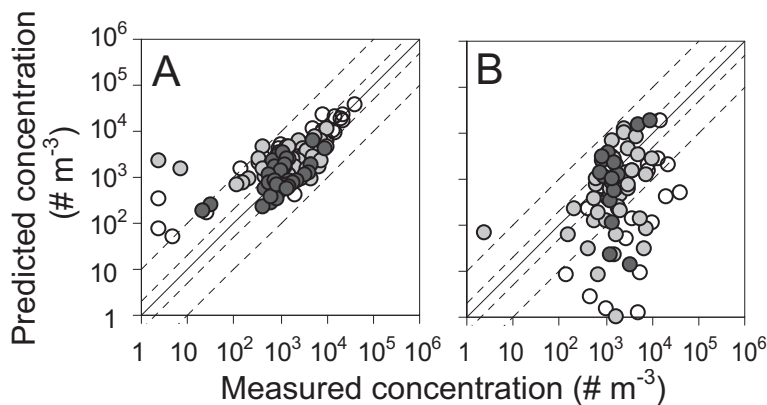 Predicted concentration
(# m⁻³)
10⁶
10⁵
10⁴
10³
10²
10
1
A
B
1 10 10² 10³ 10⁴ 10⁵ 10⁶
1 10 10² 10³ 10⁴ 10⁵ 10⁶
Measured concentration (# m⁻³)